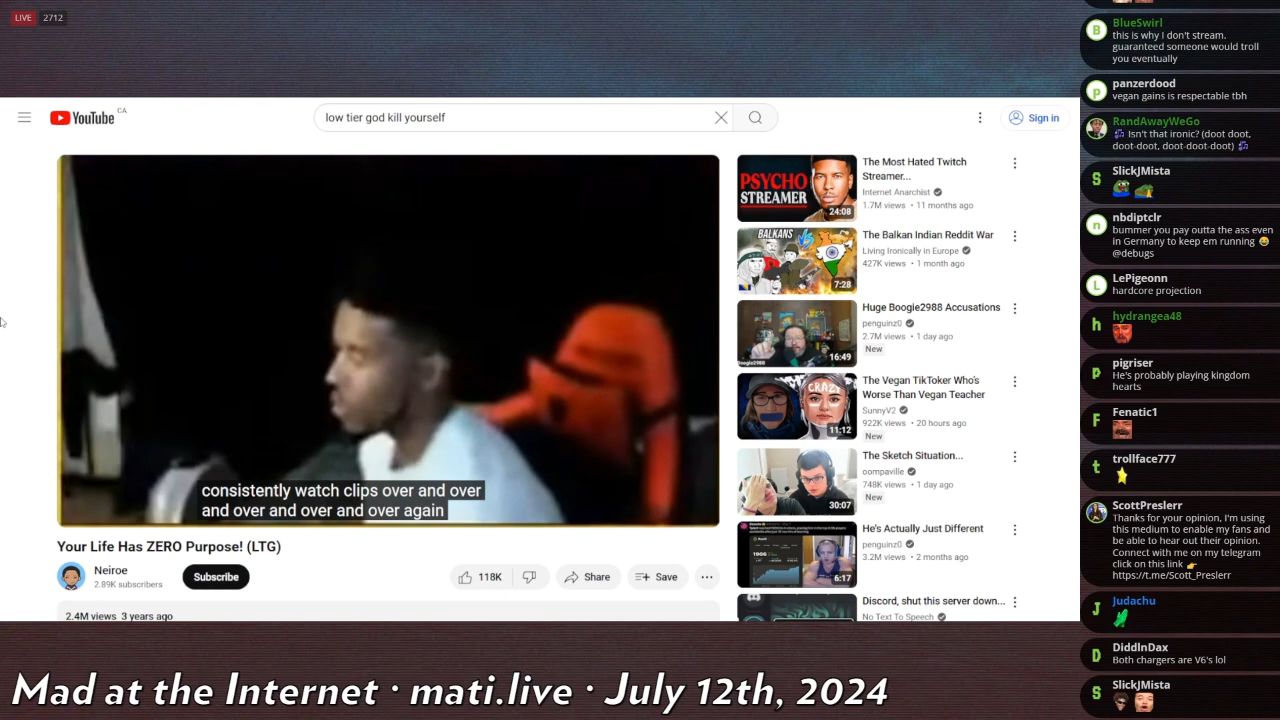 LIVE 2712
YouTube CA
low tier god kill yourself
Sign in
consistently watch clips over and over
and over and over and over again
Your Life Has ZERO Purpose! (LTG)
Neiroe
2.89K subscribers
Subscribe
118K
Share
Save
2.4M views 3 years ago
PSYCHO
STREAMER
24:08
The Most Hated Twitch
Streamer...
Internet Anarchist
1.7M views • 11 months ago
BALKANS
VS
7:28
The Balkan Indian Reddit War
Living Ironically in Europe
427K views • 1 month ago
Boogie2988
16:49
Huge Boogie2988 Accusations
penguinz0
2.7M views • 1 day ago
New
CRAZY
11:12
The Vegan TikToker Who's
Worse Than Vegan Teacher
SunnyV2
922K views • 20 hours ago
New
30:07
The Sketch Situation...
oompaville
748K views • 1 day ago
New
6:17
He's Actually Just Different
penguinz0
3.2M views • 2 months ago
Discord, shut this server down...
No Text To Speech
B
BlueSwirl
this is why I don't stream.
guaranteed someone would troll
you eventually
p
panzerdood
vegan gains is respectable tbh
RandAwayWeGo
🎶 Isn't that ironic? (doot doot,
doot-doot, doot-doot-doot) 🎶
S
SlickJMista
n
nbdiptclr
bummer you pay outta the ass even
in Germany to keep em running 😂
@debugs
L
LePigeonn
hardcore projection
h
hydrangea48
P
pigriser
He's probably playing kingdom
hearts
F
Fenatic1
t
trollface777
ScottPreslerr
Thanks for your opinion, I'm using
this medium to enable my fans and
be able to hear out their opinion.
Connect with me on my telegram
click on this link 👉
https://t.me/Scott_Preslerr
J
Judachu
D
DiddlnDax
Both chargers are V6's lol
S
SlickJMista
Mad at the Internet · mati.live · July 12th, 2024